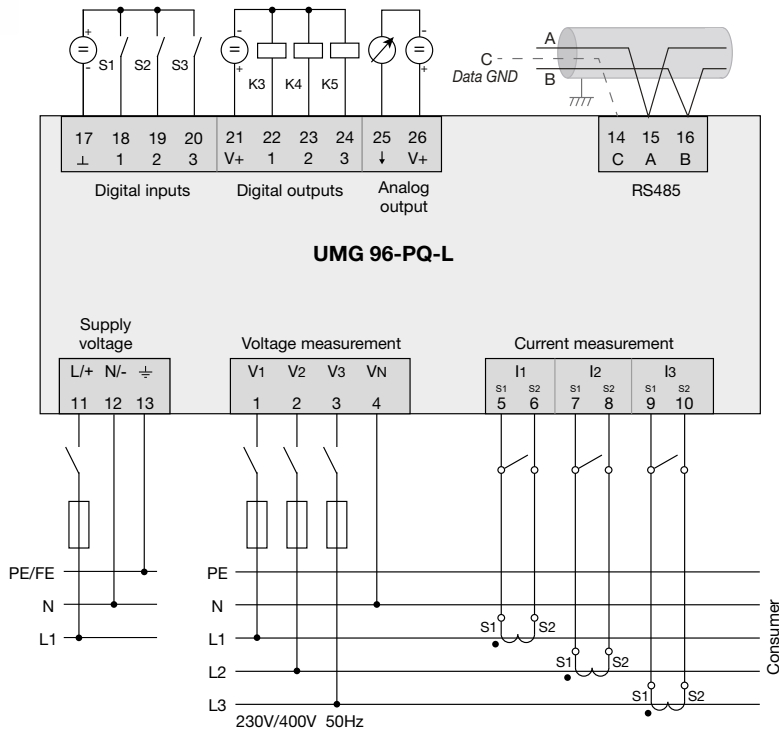 + - + -
= = =
- + - +
S1 S2 S3 K3 K4 K5
A
C
Data GND
B
17 18 19 20 21 22 23 24 25 26
⊥ 1 2 3 V+ 1 2 3 ↓ V+
14 15 16
C A B
Digital inputs
Digital outputs
Analog
output
RS485
UMG 96-PQ-L
Supply
voltage
Voltage measurement
Current measurement
L/+ N/-
11 12 13
V1 V2 V3 VN
1 2 3 4
I1 I2 I3
S1 S2 S1 S2 S1 S2
5 6 7 8 9 10
PE/FE
N
L1
PE
N
L1
L2
L3
S1 S2
S1 S2
S1 S2
Consumer
230V/400V 50Hz